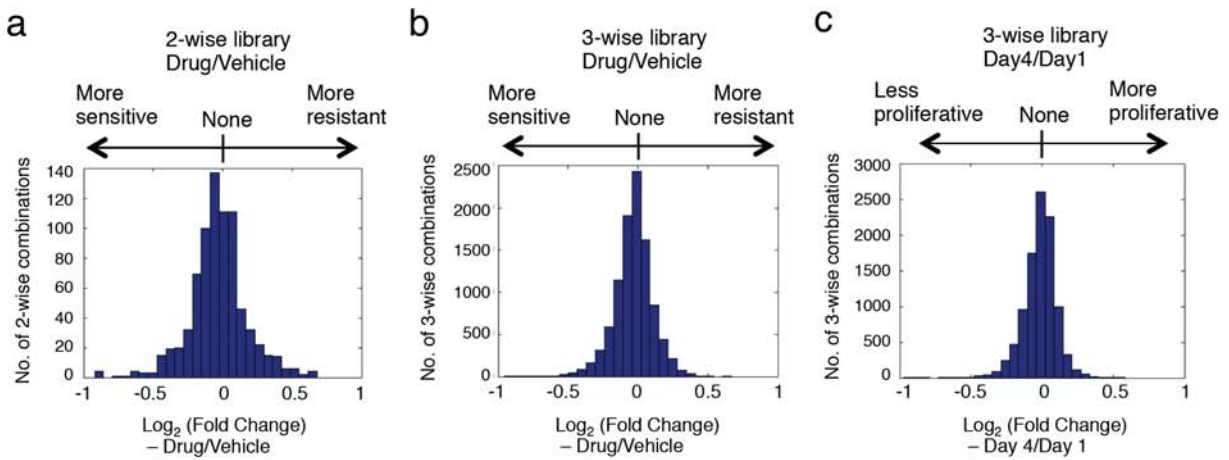 a
2-wise library
Drug/Vehicle
More
sensitive
None
More
resistant
No. of 2-wise combinations
140
120
100
80
60
40
20
0
-1
-0.5
0
0.5
1
Log2 (Fold Change)
– Drug/Vehicle
b
3-wise library
Drug/Vehicle
More
sensitive
None
More
resistant
No. of 3-wise combinations
2500
2000
1500
1000
500
0
-1
-0.5
0
0.5
1
Log2 (Fold Change)
– Drug/Vehicle
c
3-wise library
Day4/Day1
Less
proliferative
None
More
proliferative
No. of 3-wise combinations
3000
2500
2000
1500
1000
500
0
-1
-0.5
0
0.5
1
Log2 (Fold Change)
– Day 4/Day 1